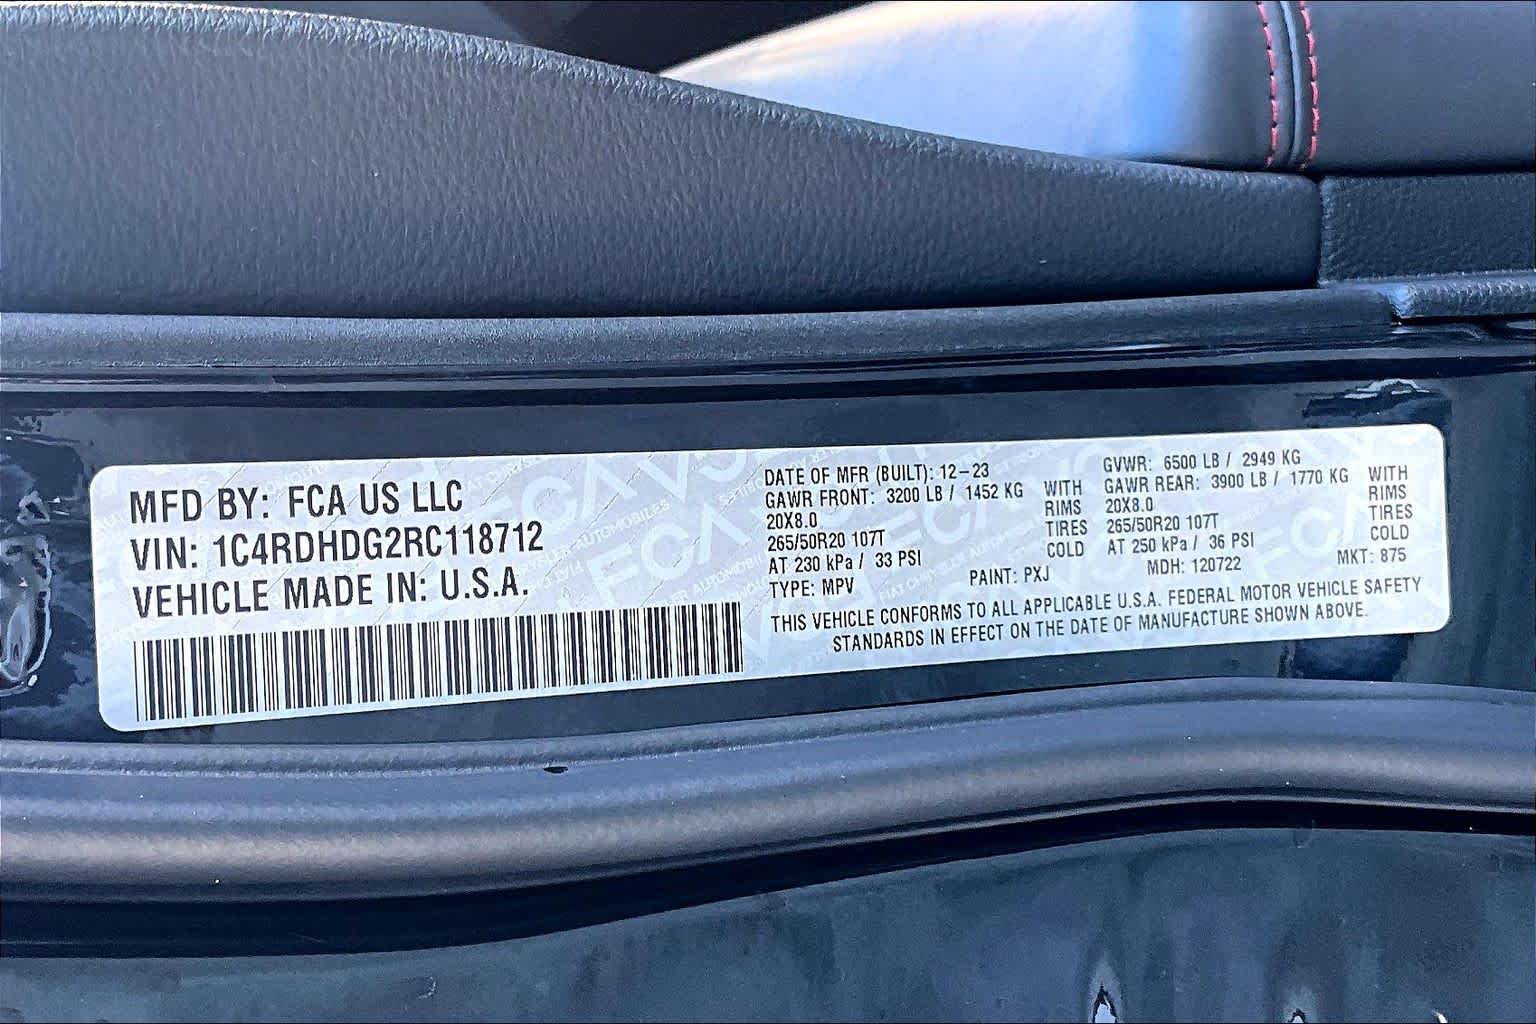 MFD BY: FCA US LLC
VIN: 1C4RDHDG2RC118712
VEHICLE MADE IN: U.S.A.
DATE OF MFR (BUILT): 12-23
GAWR FRONT: 3200 LB / 1452 KG WITH
20X8.0 RIMS
265/50R20 107T TIRES
AT 230 kPa / 33 PSI COLD
TYPE: MPV
GVWR: 6500 LB / 2949 KG
GAWR REAR: 3900 LB / 1770 KG WITH
20X8.0 RIMS
265/50R20 107T TIRES
AT 250 kPa / 36 PSI COLD
PAINT: PXJ MDH: 120722 MKT: 875
THIS VEHICLE CONFORMS TO ALL APPLICABLE U.S.A. FEDERAL MOTOR VEHICLE SAFETY
STANDARDS IN EFFECT ON THE DATE OF MANUFACTURE SHOWN ABOVE.